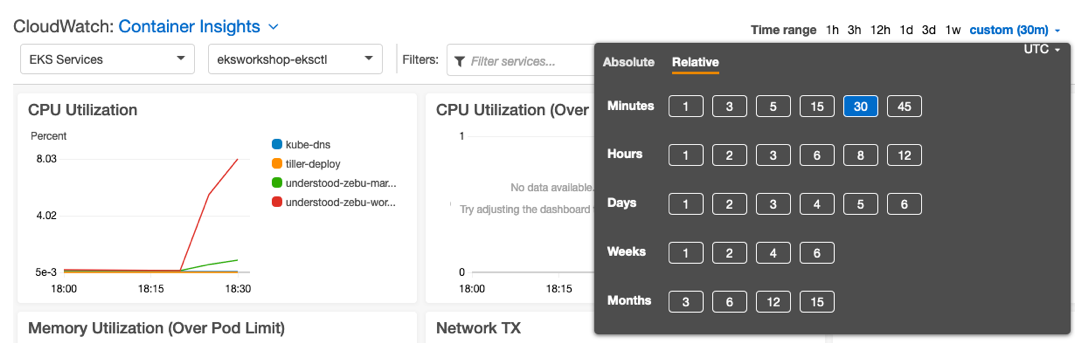 CloudWatch: Container Insights
Time range 1h 3h 12h 1d 3d 1w custom (30m)
EKS Services eksworkshop-eksctl Filters: Filter services...
UTC
Absolute Relative
Minutes 1 3 5 15 30 45
Hours 1 2 3 6 8 12
Days 1 2 3 4 5 6
Weeks 1 2 4 6
Months 3 6 12 15
CPU Utilization
Percent
8.03
4.02
5e-3
18:00 18:15 18:30
kube-dns
tiller-deploy
understood-zebu-mar...
understood-zebu-wor...
CPU Utilization (Over
1
No data available.
Try adjusting the dashboard
0
18:00 18:15
Memory Utilization (Over Pod Limit)
Network TX